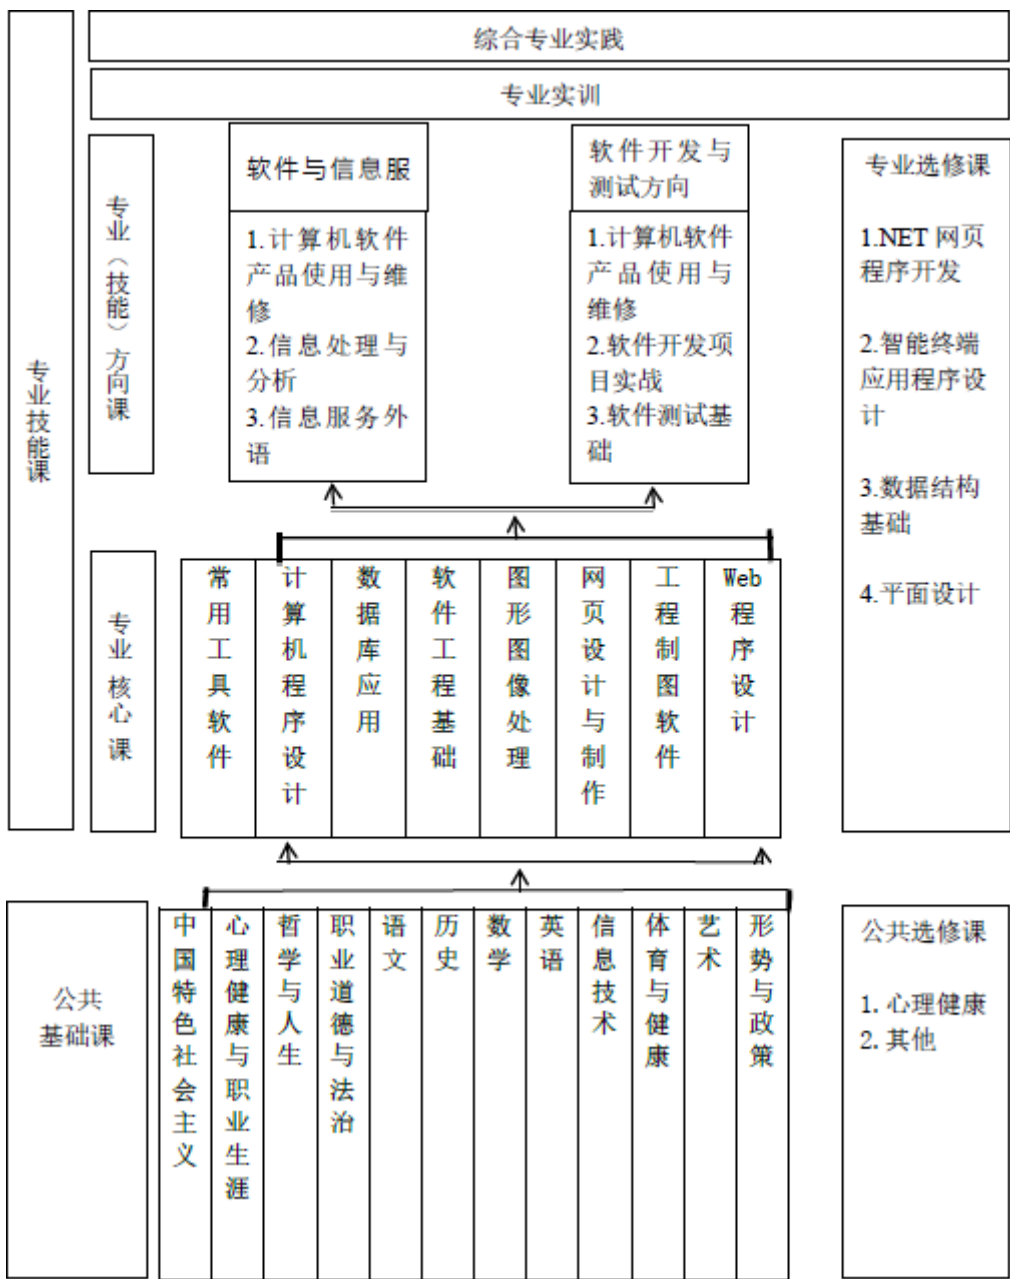 综合专业实践
专业实训
专业技能课
专业（技能）方向课
软件与信息服
1.计算机软件
产品使用与维
修
2.信息处理与
分析
3.信息服务外
语
软件开发与
测试方向
1.计算机软件
产品使用与
维修
2.软件开发项
目实战
3.软件测试基
础
专业选修课
1.NET 网页
程序开发
2.智能终端
应用程序设
计
3.数据结构
基础
4.平面设计
专业核心课
常用工具软件
计算机程序设计
数据库应用
软件工程基础
图形图像处理
网页设计与制作
工程制图软件
Web程序设计
公共
基础课
中国特色社会主义
心理健康与职业生涯
哲学与人生
职业道德与法治
语文
历史
数学
英语
信息技术
体育与健康
艺术
形势与政策
公共选修课
1. 心理健康
2. 其他